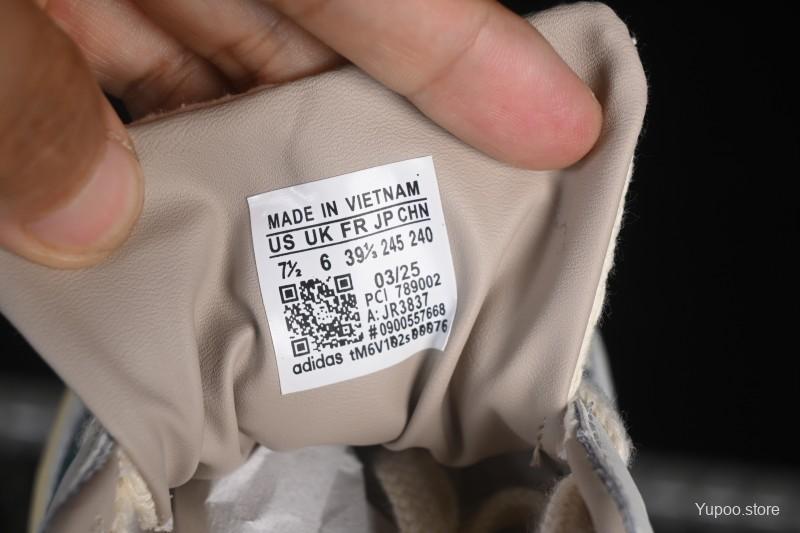 MADE IN VIETNAM
US UK FR JP CHN
7½ 6 39⅓ 245 240
03/25
PCI 789002
A: JR3837
#0900557668
adidas tM6V102s00076
Yupoo.store